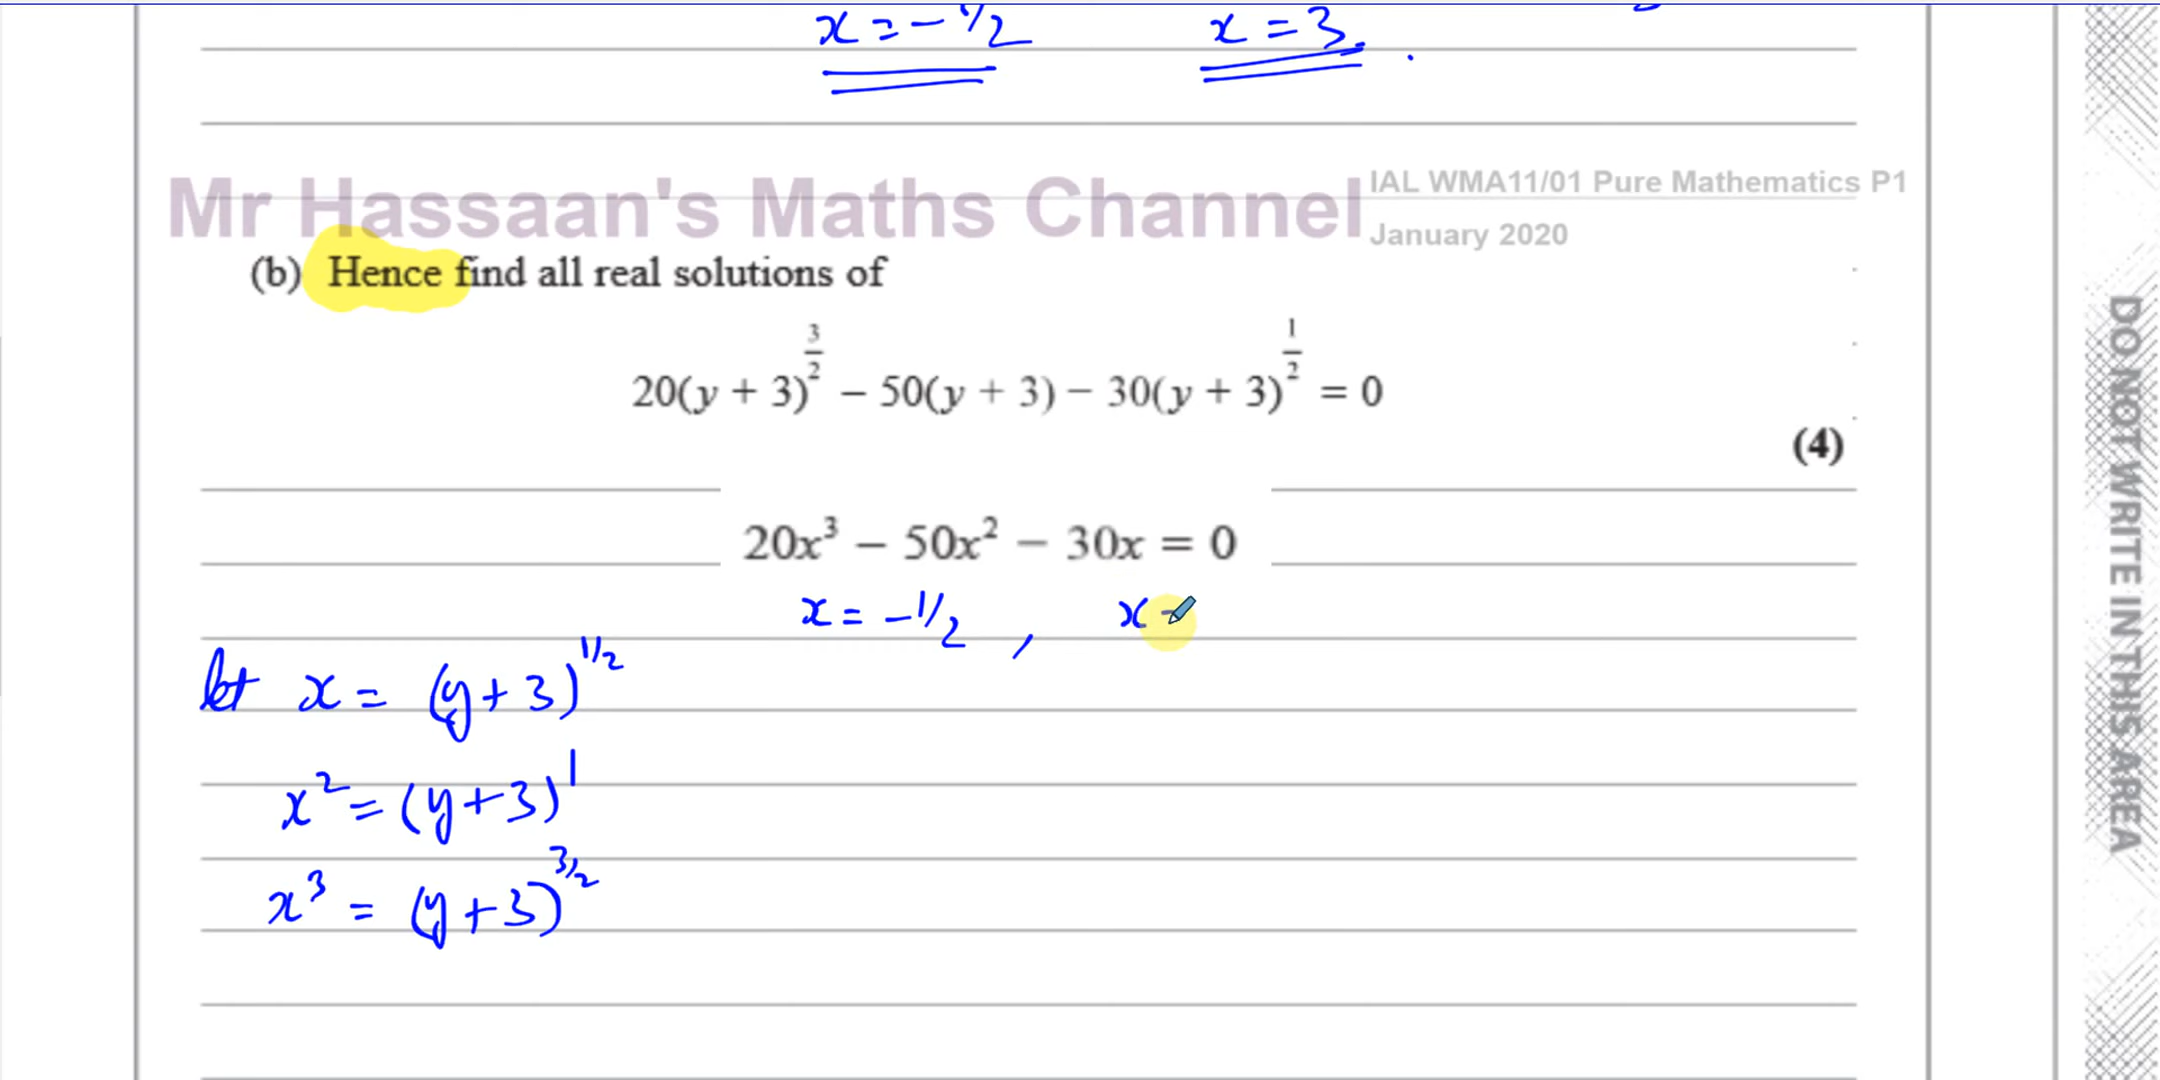 x = -1/2 x = 3.
Mr Hassaan's Maths Channel
IAL WMA11/01 Pure Mathematics P1
January 2020
(b) Hence find all real solutions of
20(y + 3)^{3/2} – 50(y + 3) – 30(y + 3)^{1/2} = 0
(4)
20x³ – 50x² – 30x = 0
x = -1/2 , x =
let x = (y+3)^{1/2}
x² = (y+3)^1
x³ = (y+3)^{3/2}
DO NOT WRITE IN THIS AREA